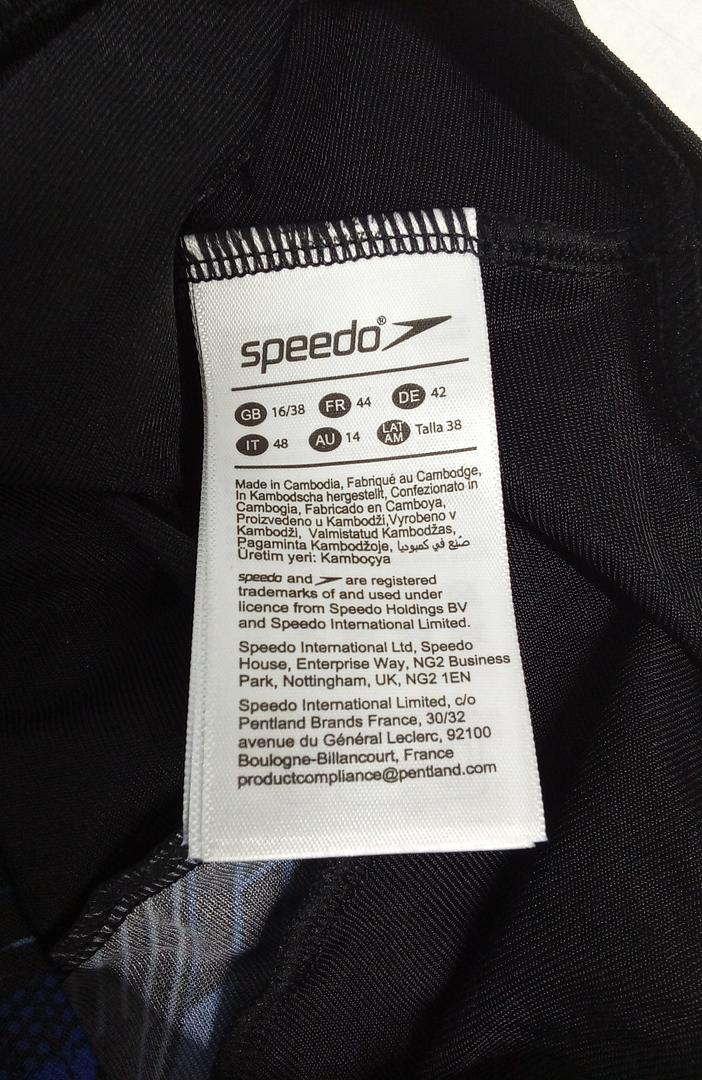 speedo®
GB 16/38 FR 44 DE 42
IT 48 AU 14 LAT AM Talla 38
Made in Cambodia, Fabriqué au Cambodge,
In Kambodscha hergestellt, Confezionato in
Cambogia, Fabricado en Camboya,
Proizvedeno u Kambodži,Vyrobeno v
Kambodži, Valmistatud Kambodžas,
Pagaminta Kambodžoje, صُنِع في كمبوديا
Üretim yeri: Kamboçya
speedo and are registered
trademarks of and used under
licence from Speedo Holdings BV
and Speedo International Limited.
Speedo International Ltd, Speedo
House, Enterprise Way, NG2 Business
Park, Nottingham, UK, NG2 1EN
Speedo International Limited, c/o
Pentland Brands France, 30/32
avenue du Général Leclerc, 92100
Boulogne-Billancourt, France
productcompliance@pentland.com